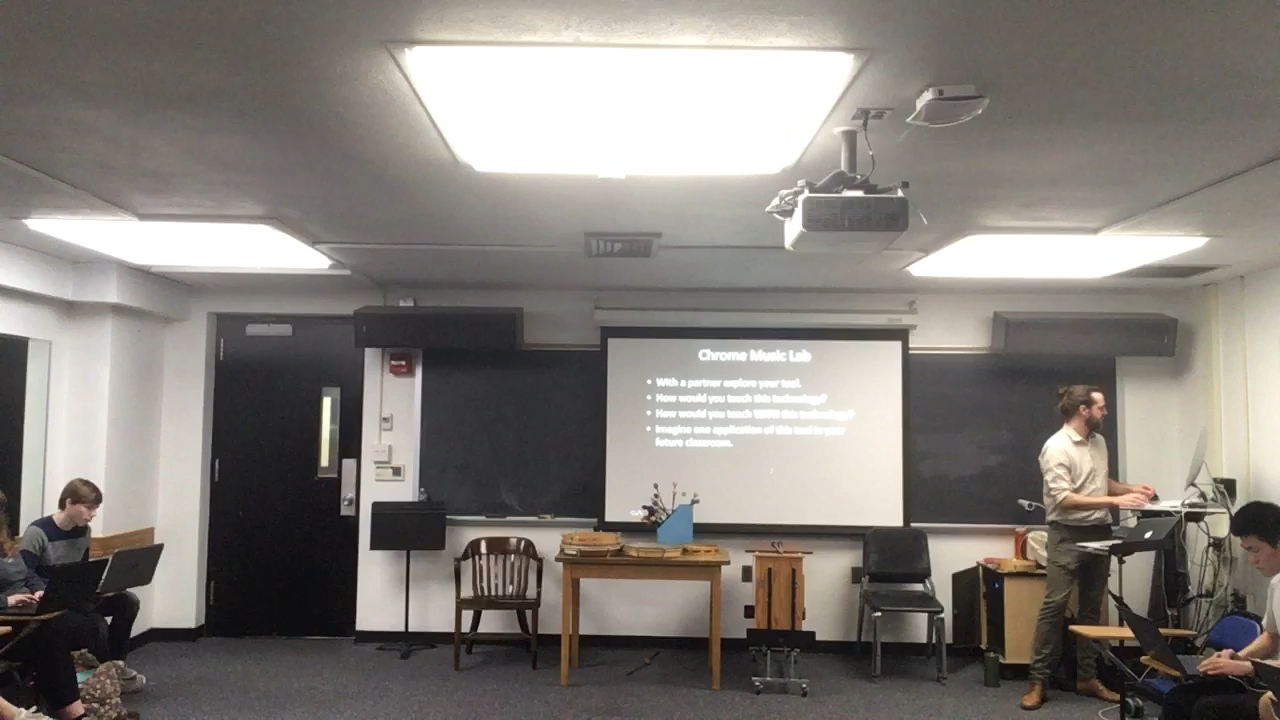 Chrome Music Lab
• With a partner explore your tool.
• How would you teach this technology?
• How would you teach WITH this technology?
• Imagine one application of this tool in your
future classroom.